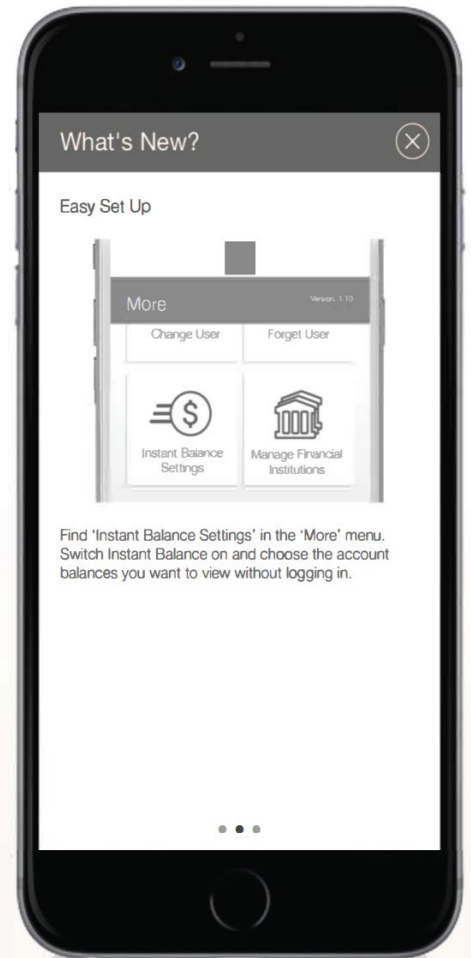 What's New?
Easy Set Up
More
Version. 1.10
Change User
Forget User
Instant Balance
Settings
Manage Financial
Institutions
Find 'Instant Balance Settings' in the 'More' menu.
Switch Instant Balance on and choose the account
balances you want to view without logging in.